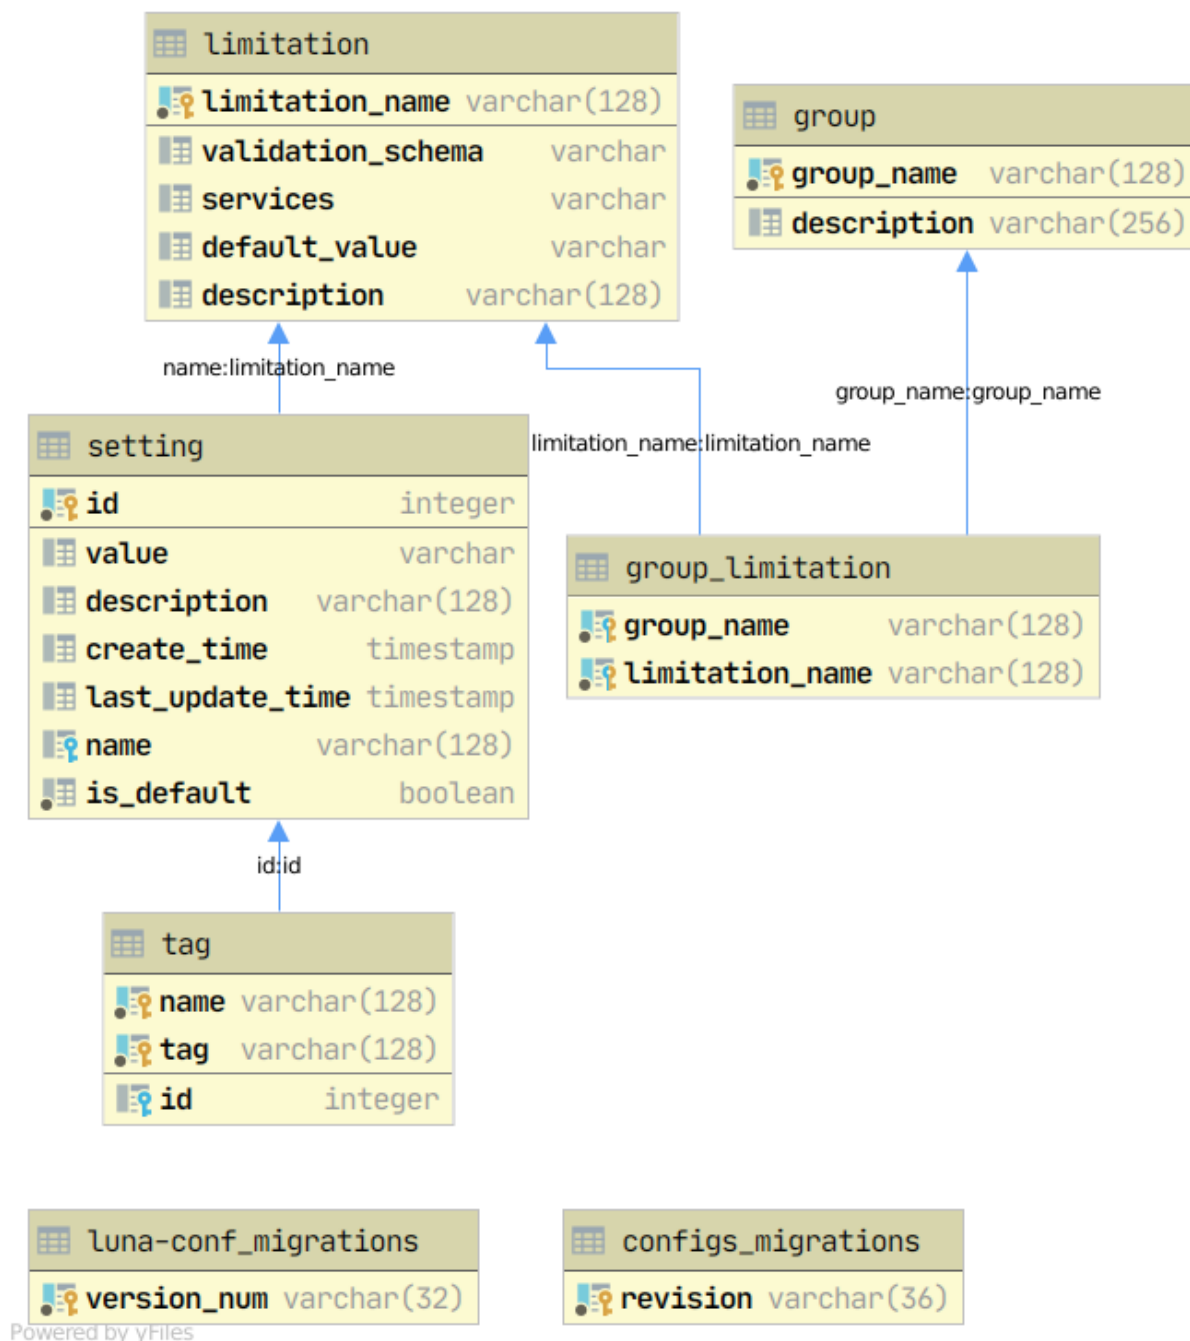 limitation
limitation_name varchar(128)
validation_schema varchar
services varchar
default_value varchar
description varchar(128)
group
group_name varchar(128)
description varchar(256)
name:limitation_name
group_name:group_name
limitation_name:limitation_name
setting
id integer
value varchar
description varchar(128)
create_time timestamp
last_update_time timestamp
name varchar(128)
is_default boolean
group_limitation
group_name varchar(128)
limitation_name varchar(128)
id:id
tag
name varchar(128)
tag varchar(128)
id integer
luna-conf_migrations
version_num varchar(32)
configs_migrations
revision varchar(36)
Powered by yFiles